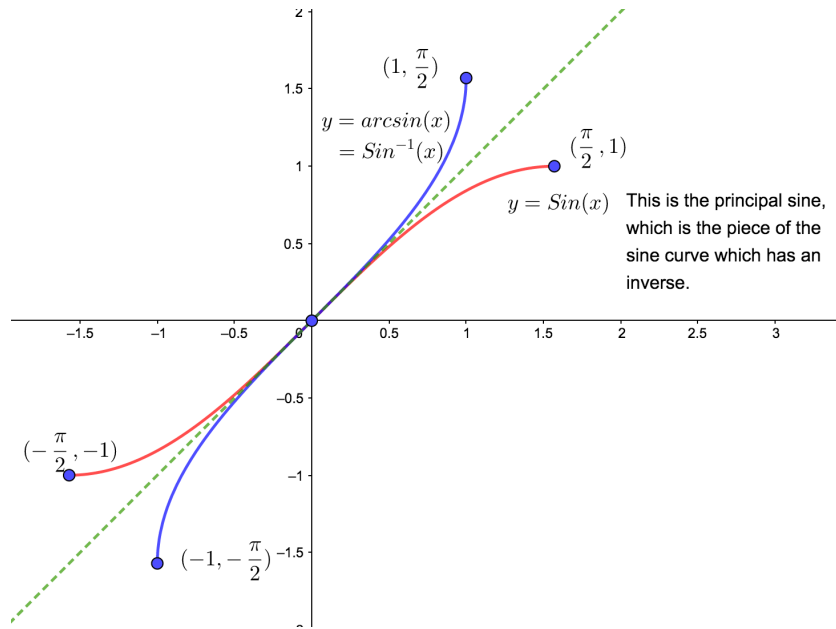 2
(1, π/2)
1.5
y = arcsin(x)
= Sin⁻¹(x)
(π/2, 1)
1
y = Sin(x)
This is the principal sine,
which is the piece of the
sine curve which has an
inverse.
0.5
−1.5 −1 −0.5 0 0.5 1 1.5 2 2.5 3
−0.5
(−π/2, −1)
−1
(−1, −π/2)
−1.5